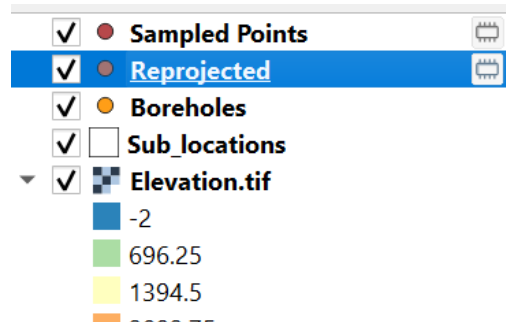 Sampled Points
Reprojected
Boreholes
Sub_locations
Elevation.tif
-2
696.25
1394.5